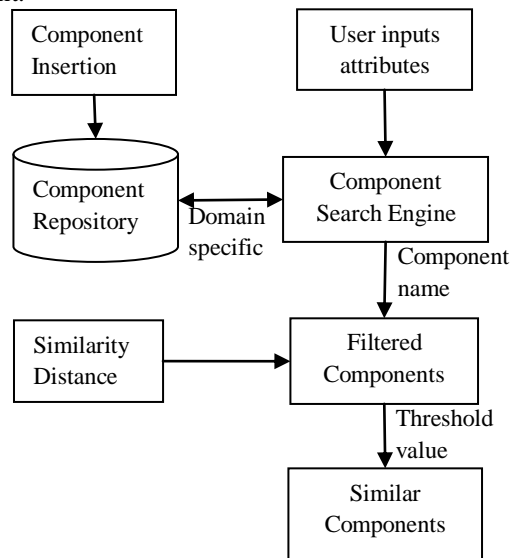 nt.
Component
Insertion
User inputs
attributes
Component
Repository
Domain
specific
Component
Search Engine
Component
name
Similarity
Distance
Filtered
Components
Threshold
value
Similar
Components